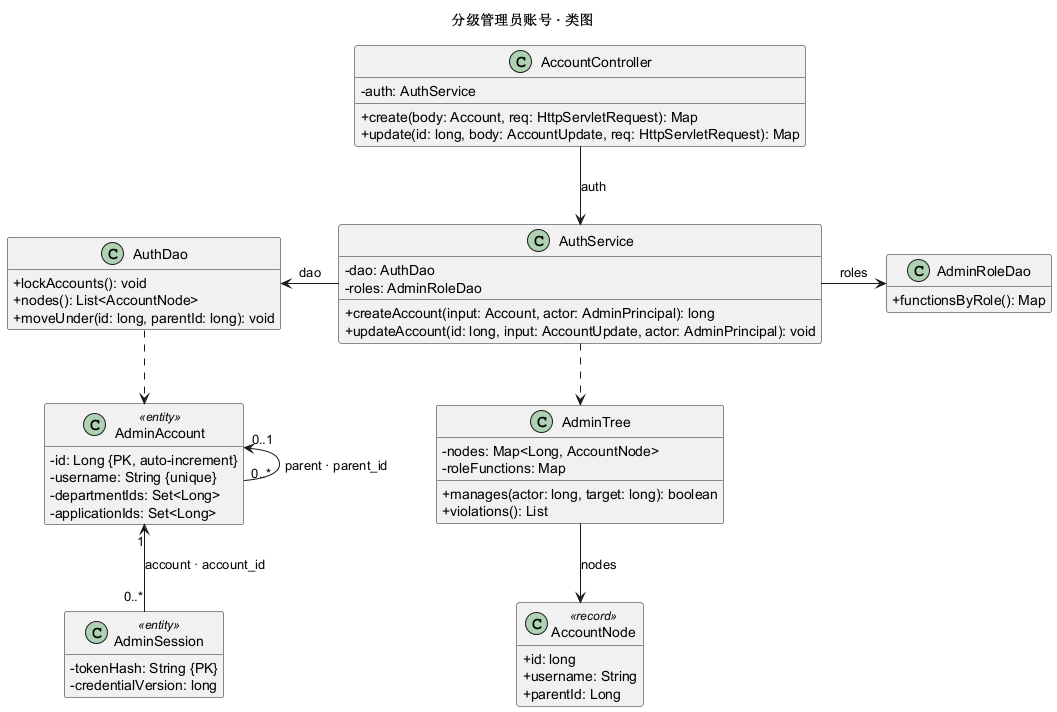 分级管理员账号 · 类图
C AccountController
-auth: AuthService
+create(body: Account, req: HttpServletRequest): Map
+update(id: long, body: AccountUpdate, req: HttpServletRequest): Map
auth
C AuthDao
+lockAccounts(): void
+nodes(): List<AccountNode>
+moveUnder(id: long, parentId: long): void
dao
C AuthService
-dao: AuthDao
-roles: AdminRoleDao
+createAccount(input: Account, actor: AdminPrincipal): long
+updateAccount(id: long, input: AccountUpdate, actor: AdminPrincipal): void
roles
C AdminRoleDao
+functionsByRole(): Map
C «entity»
AdminAccount
-id: Long {PK, auto-increment}
-username: String {unique}
-departmentIds: Set<Long>
-applicationIds: Set<Long>
0..1
0..*
parent · parent_id
C AdminTree
-nodes: Map<Long, AccountNode>
-roleFunctions: Map
+manages(actor: long, target: long): boolean
+violations(): List
1
account · account_id
0..*
nodes
C «entity»
AdminSession
-tokenHash: String {PK}
-credentialVersion: long
C «record»
AccountNode
+id: long
+username: String
+parentId: Long